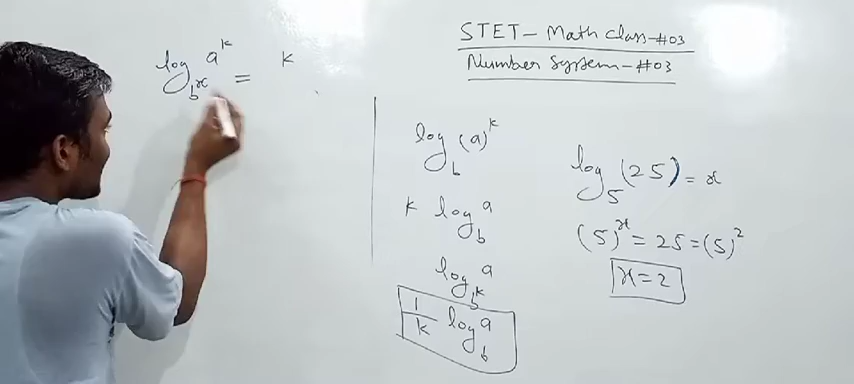 log_{b^x} a^k = k
STET - Math class - #03
Number System - #03
log_b (a)^k
k log_b a
log_{b^k} a
1/k log_b a
log_5 (25) = x
(5)^x = 25 = (5)^2
x = 2